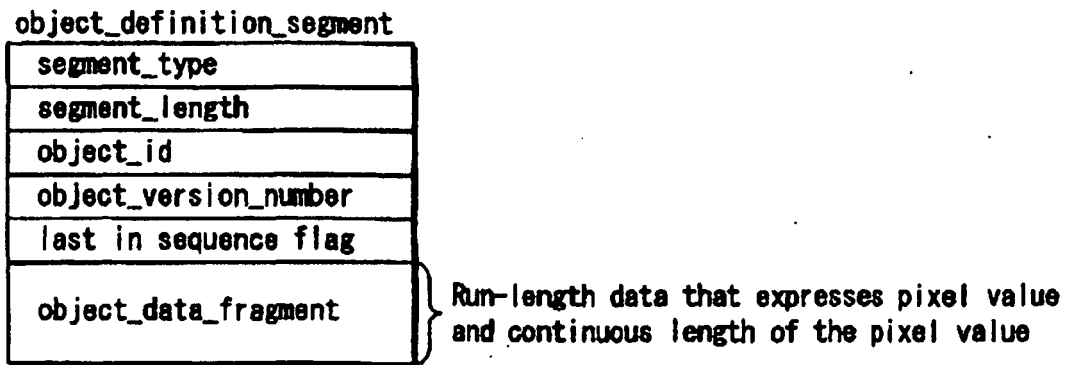 object_definition_segment
segment_type
segment_length
object_id
object_version_number
last in sequence flag
object_data_fragment
Run-length data that expresses pixel value
and continuous length of the pixel value